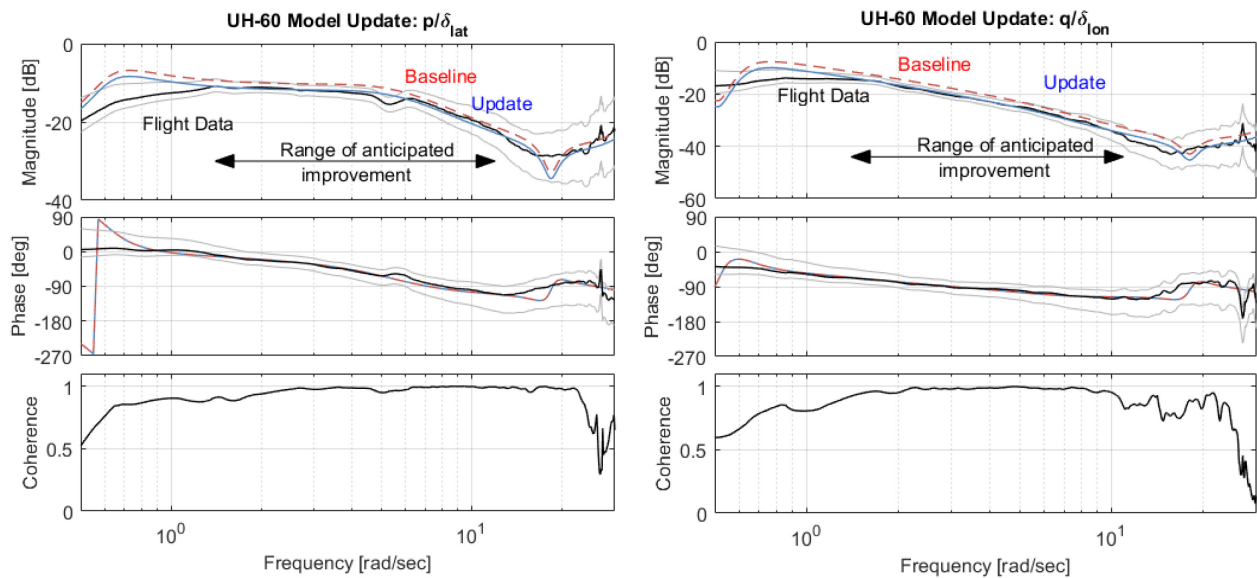 UH-60 Model Update: p/δlat
0
-20
-40
Magnitude [dB]
Baseline
Update
Flight Data
Range of anticipated
improvement
90
0
-90
-180
-270
Phase [deg]
1
0.5
0
Coherence
10^0
10^1
Frequency [rad/sec]
UH-60 Model Update: q/δlon
0
-20
-40
-60
Magnitude [dB]
Baseline
Update
Flight Data
Range of anticipated
improvement
90
0
-90
-180
-270
Phase [deg]
1
0.5
0
Coherence
10^0
10^1
Frequency [rad/sec]